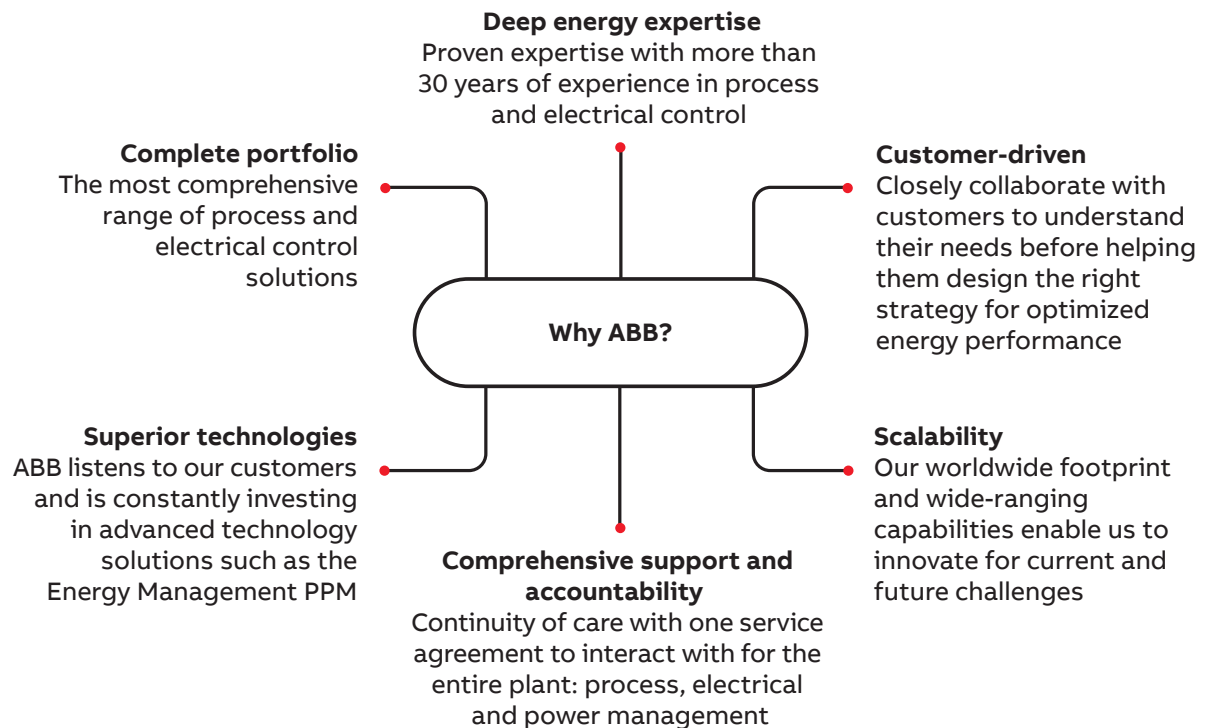 Deep energy expertise
Proven expertise with more than
30 years of experience in process
and electrical control
Complete portfolio
The most comprehensive
range of process and
electrical control
solutions
Customer-driven
Closely collaborate with
customers to understand
their needs before helping
them design the right
strategy for optimized
energy performance
Why ABB?
Superior technologies
ABB listens to our customers
and is constantly investing
in advanced technology
solutions such as the
Energy Management PPM
Comprehensive support and
accountability
Continuity of care with one service
agreement to interact with for the
entire plant: process, electrical
and power management
Scalability
Our worldwide footprint
and wide-ranging
capabilities enable us to
innovate for current and
future challenges